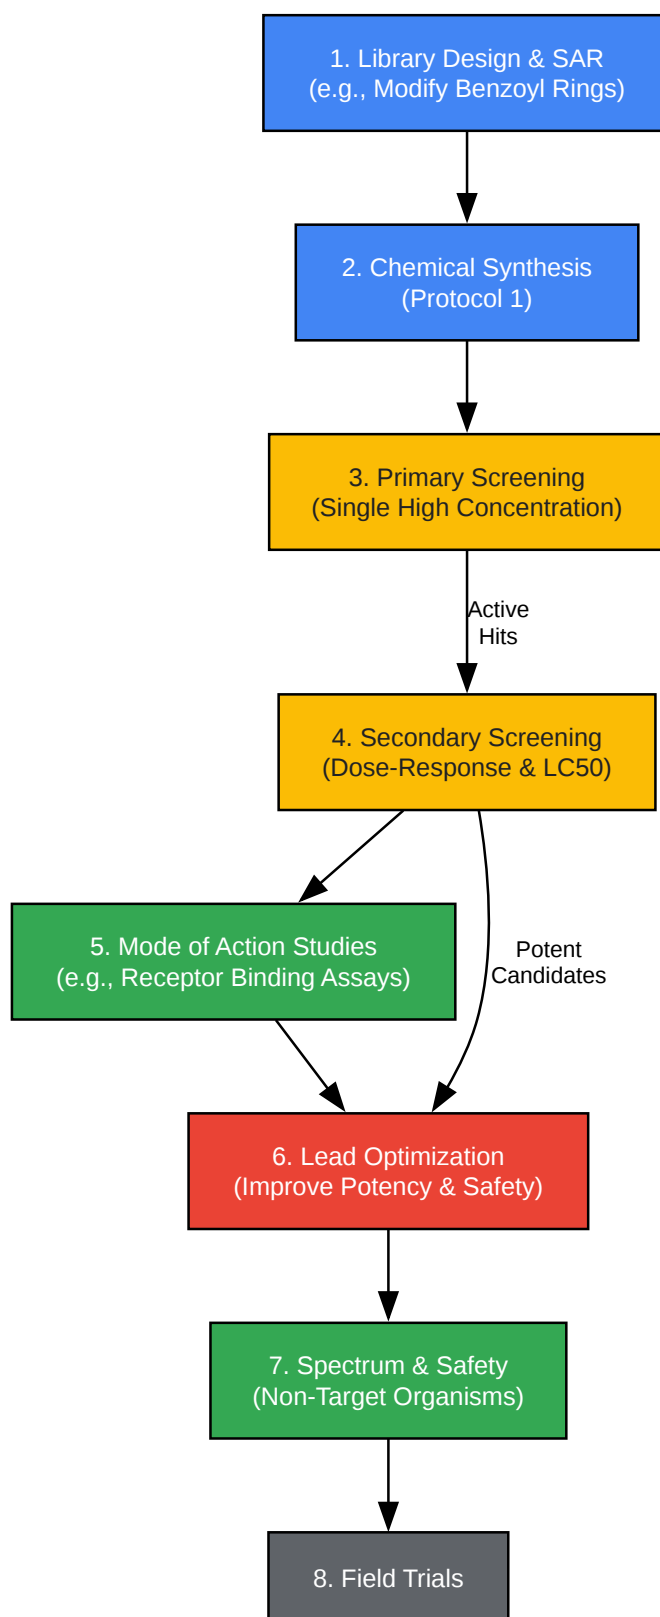 1. Library Design & SAR
(e.g., Modify Benzoyl Rings)
2. Chemical Synthesis
(Protocol 1)
3. Primary Screening
(Single High Concentration)
Active
Hits
4. Secondary Screening
(Dose-Response & LC50)
5. Mode of Action Studies
(e.g., Receptor Binding Assays)
Potent
Candidates
6. Lead Optimization
(Improve Potency & Safety)
7. Spectrum & Safety
(Non-Target Organisms)
8. Field Trials